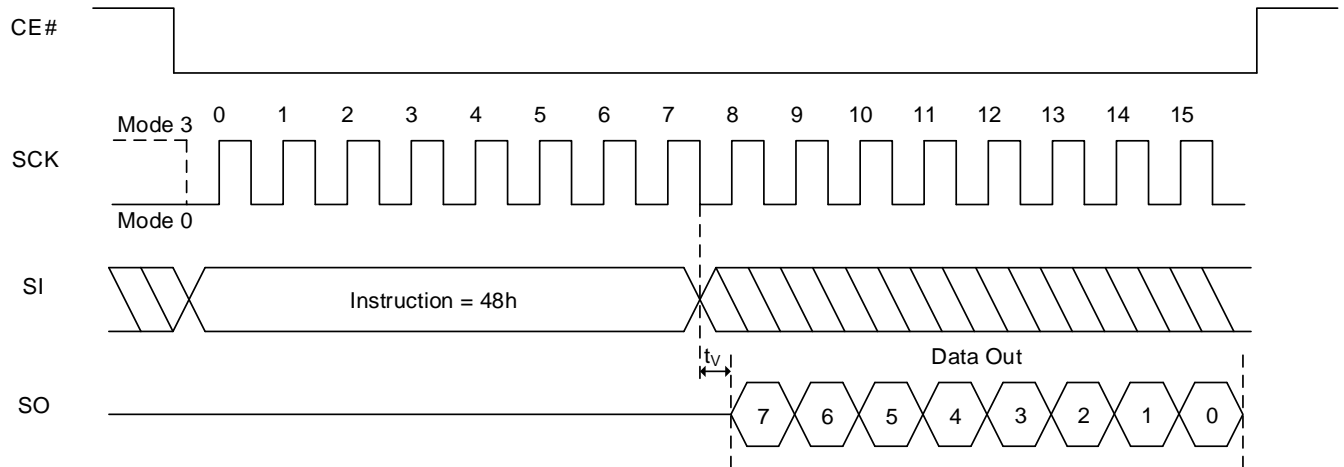 CE#
0 1 2 3 4 5 6 7 8 9 10 11 12 13 14 15
Mode 3
SCK
Mode 0
SI
Instruction = 48h
tV
Data Out
SO
7 6 5 4 3 2 1 0